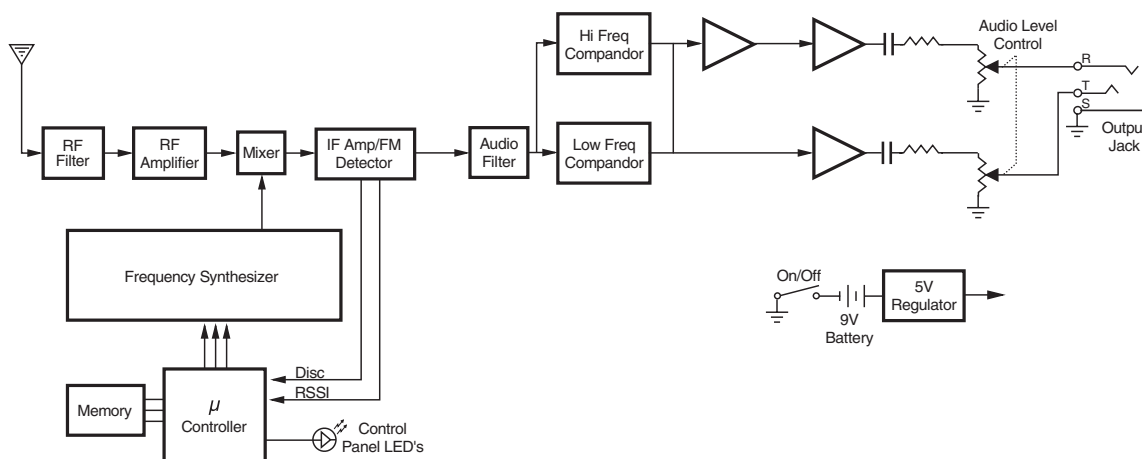 Hi Freq
Compandor
Audio Level
Control
R
T
S
Outpu
Jack
RF
Filter
RF
Amplifier
Mixer
IF Amp/FM
Detector
Audio
Filter
Low Freq
Compandor
Frequency Synthesizer
On/Off
9V
Battery
5V
Regulator
Disc
RSSI
Memory
µ
Controller
Control
Panel LED's